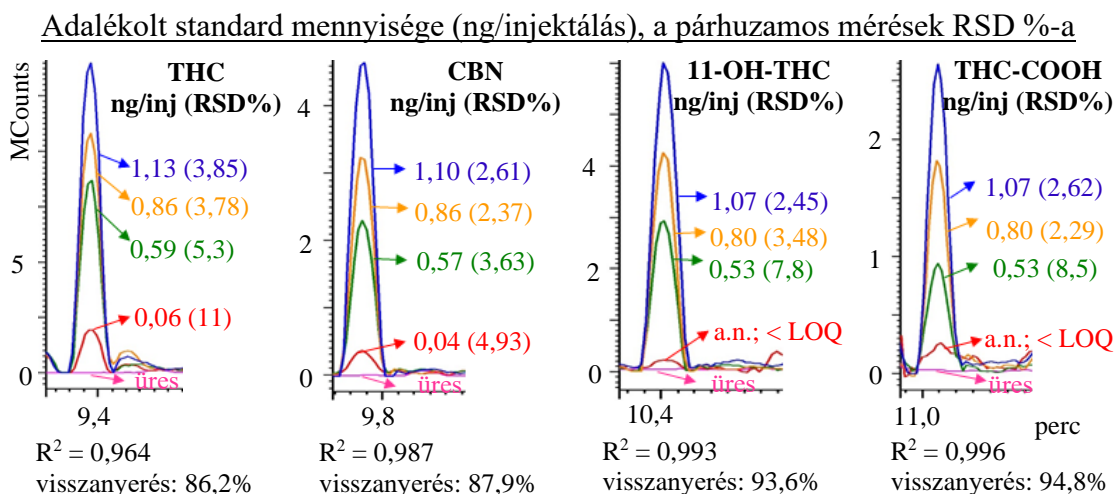 Adalékolt standard mennyisége (ng/injektálás), a párhuzamos mérések RSD %-a
MCounts
THC
ng/inj (RSD%)
1,13 (3,85)
0,86 (3,78)
0,59 (5,3)
0,06 (11)
üres
5
0
9,4
R² = 0,964
visszanyerés: 86,2%
CBN
ng/inj (RSD%)
1,10 (2,61)
0,86 (2,37)
0,57 (3,63)
0,04 (4,93)
üres
4
2
0
9,8
R² = 0,987
visszanyerés: 87,9%
11-OH-THC
ng/inj (RSD%)
1,07 (2,45)
0,80 (3,48)
0,53 (7,8)
a.n.; < LOQ
üres
4
2
0
10,4
R² = 0,993
visszanyerés: 93,6%
THC-COOH
ng/inj (RSD%)
1,07 (2,62)
0,80 (2,29)
0,53 (8,5)
a.n.; < LOQ
üres
2
1
0
11,0
perc
R² = 0,996
visszanyerés: 94,8%